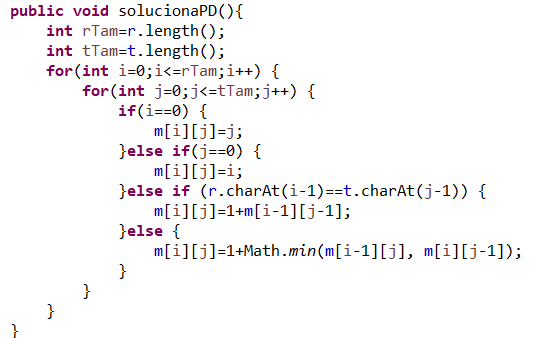 public void solucionaPD(){
    int rTam=r.length();
    int tTam=t.length();
    for(int i=0;i<=rTam;i++) {
        for(int j=0;j<=tTam;j++) {
            if(i==0) {
                m[i][j]=j;
            }else if(j==0) {
                m[i][j]=i;
            }else if (r.charAt(i-1)==t.charAt(j-1)) {
                m[i][j]=1+m[i-1][j-1];
            }else {
                m[i][j]=1+Math.min(m[i-1][j], m[i][j-1]);
            }
        }
    }
}